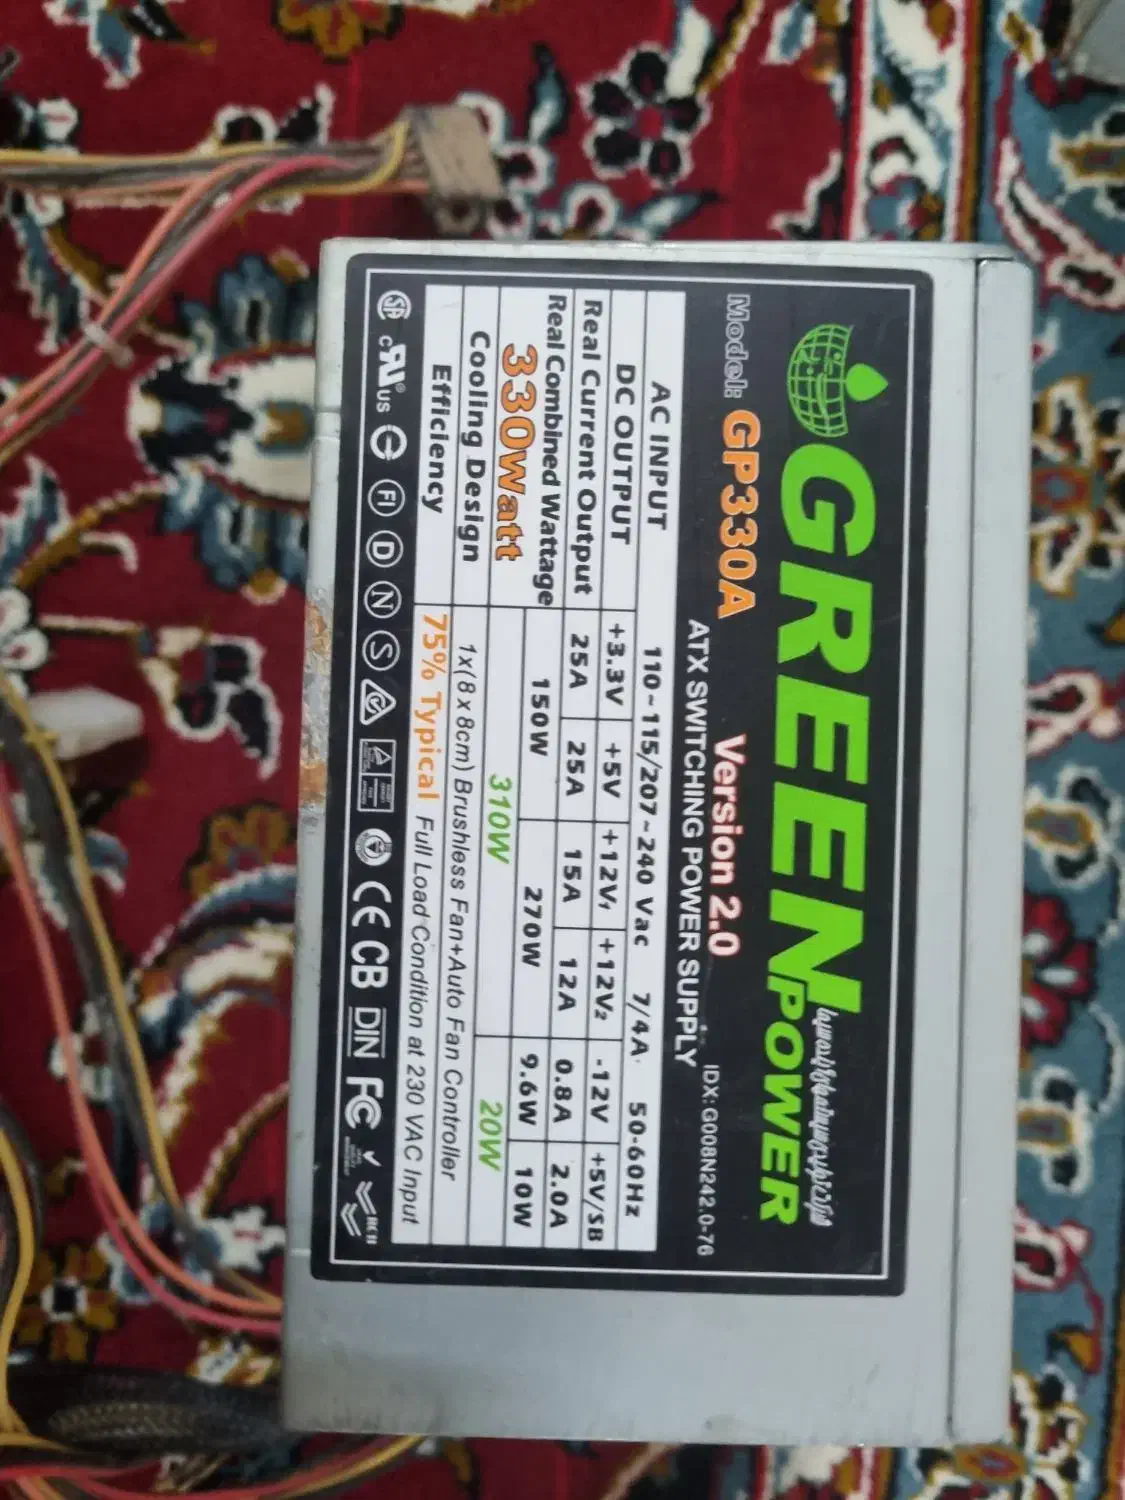 GREEN POWER
Model: GP330A Version 2.0 IDX: G008N242.0-76
ATX SWITCHING POWER SUPPLY
AC INPUT 110~115/207~240 Vac 7/4A 50-60Hz
DC OUTPUT +3.3V +5V +12V₁ +12V₂ -12V +5V/SB
Real Current Output 25A 25A 15A 12A 0.8A 2.0A
Real Combined Wattage 150W 270W 9.6W 10W
330Watt 310W 20W
Cooling Design 1x(8 x 8cm) Brushless Fan+Auto Fan Controller
Efficiency 75% Typical Full Load Condition at 230 VAC Input
SA c US FI D N S CE CB DIN FC